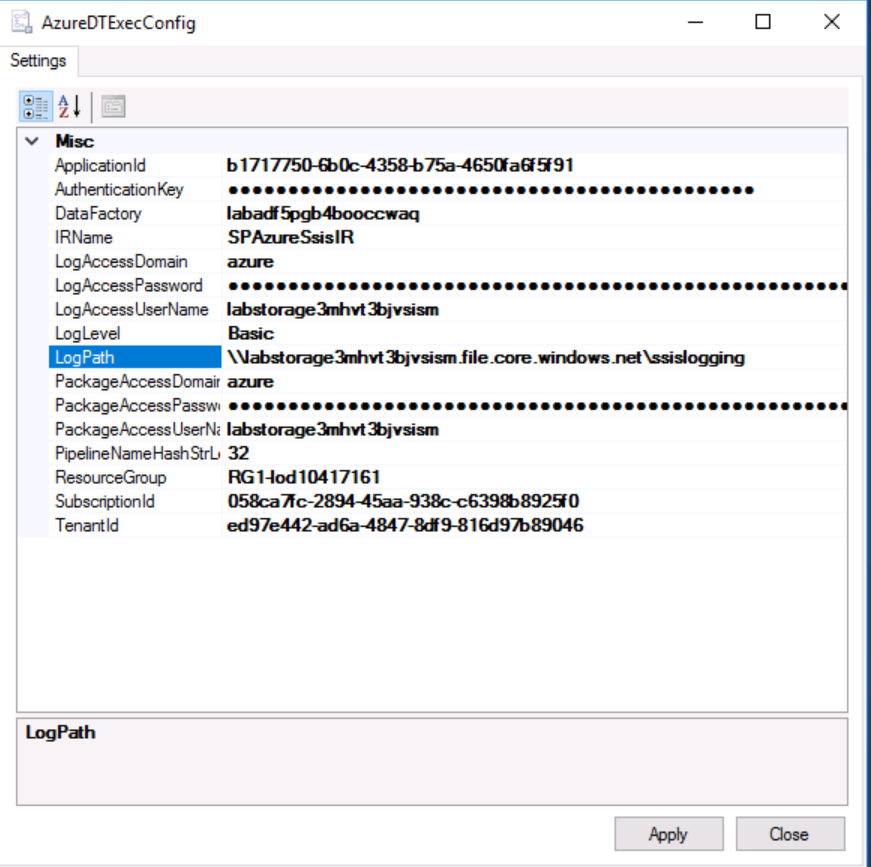 AzureDTExecConfig
Settings
Misc
ApplicationId b1717750-6b0c-4358-b75a-4650fa6f5f91
AuthenticationKey ●●●●●●●●●●●●●●●●●●●●●●●●●●●●●●●●●●●●●●●●●●●●
DataFactory labadf5pgb4booccwaq
IRName SPAzureSsisIR
LogAccessDomain azure
LogAccessPassword ●●●●●●●●●●●●●●●●●●●●●●●●●●●●●●●●●●●●●●●●●●●●●●●●●●●●
LogAccessUserName labstorage3mhvt3bjvsism
LogLevel Basic
LogPath \\labstorage3mhvt3bjvsism.file.core.windows.net\ssislogging
PackageAccessDomain azure
PackageAccessPassw ●●●●●●●●●●●●●●●●●●●●●●●●●●●●●●●●●●●●●●●●●●●●●●●●●●●●
PackageAccessUserNa labstorage3mhvt3bjvsism
PipelineNameHashStrL 32
ResourceGroup RG1-lod10417161
SubscriptionId 058ca7fc-2894-45aa-938c-c6398b8925f0
TenantId ed97e442-ad6a-4847-8df9-816d97b89046
LogPath
Apply Close